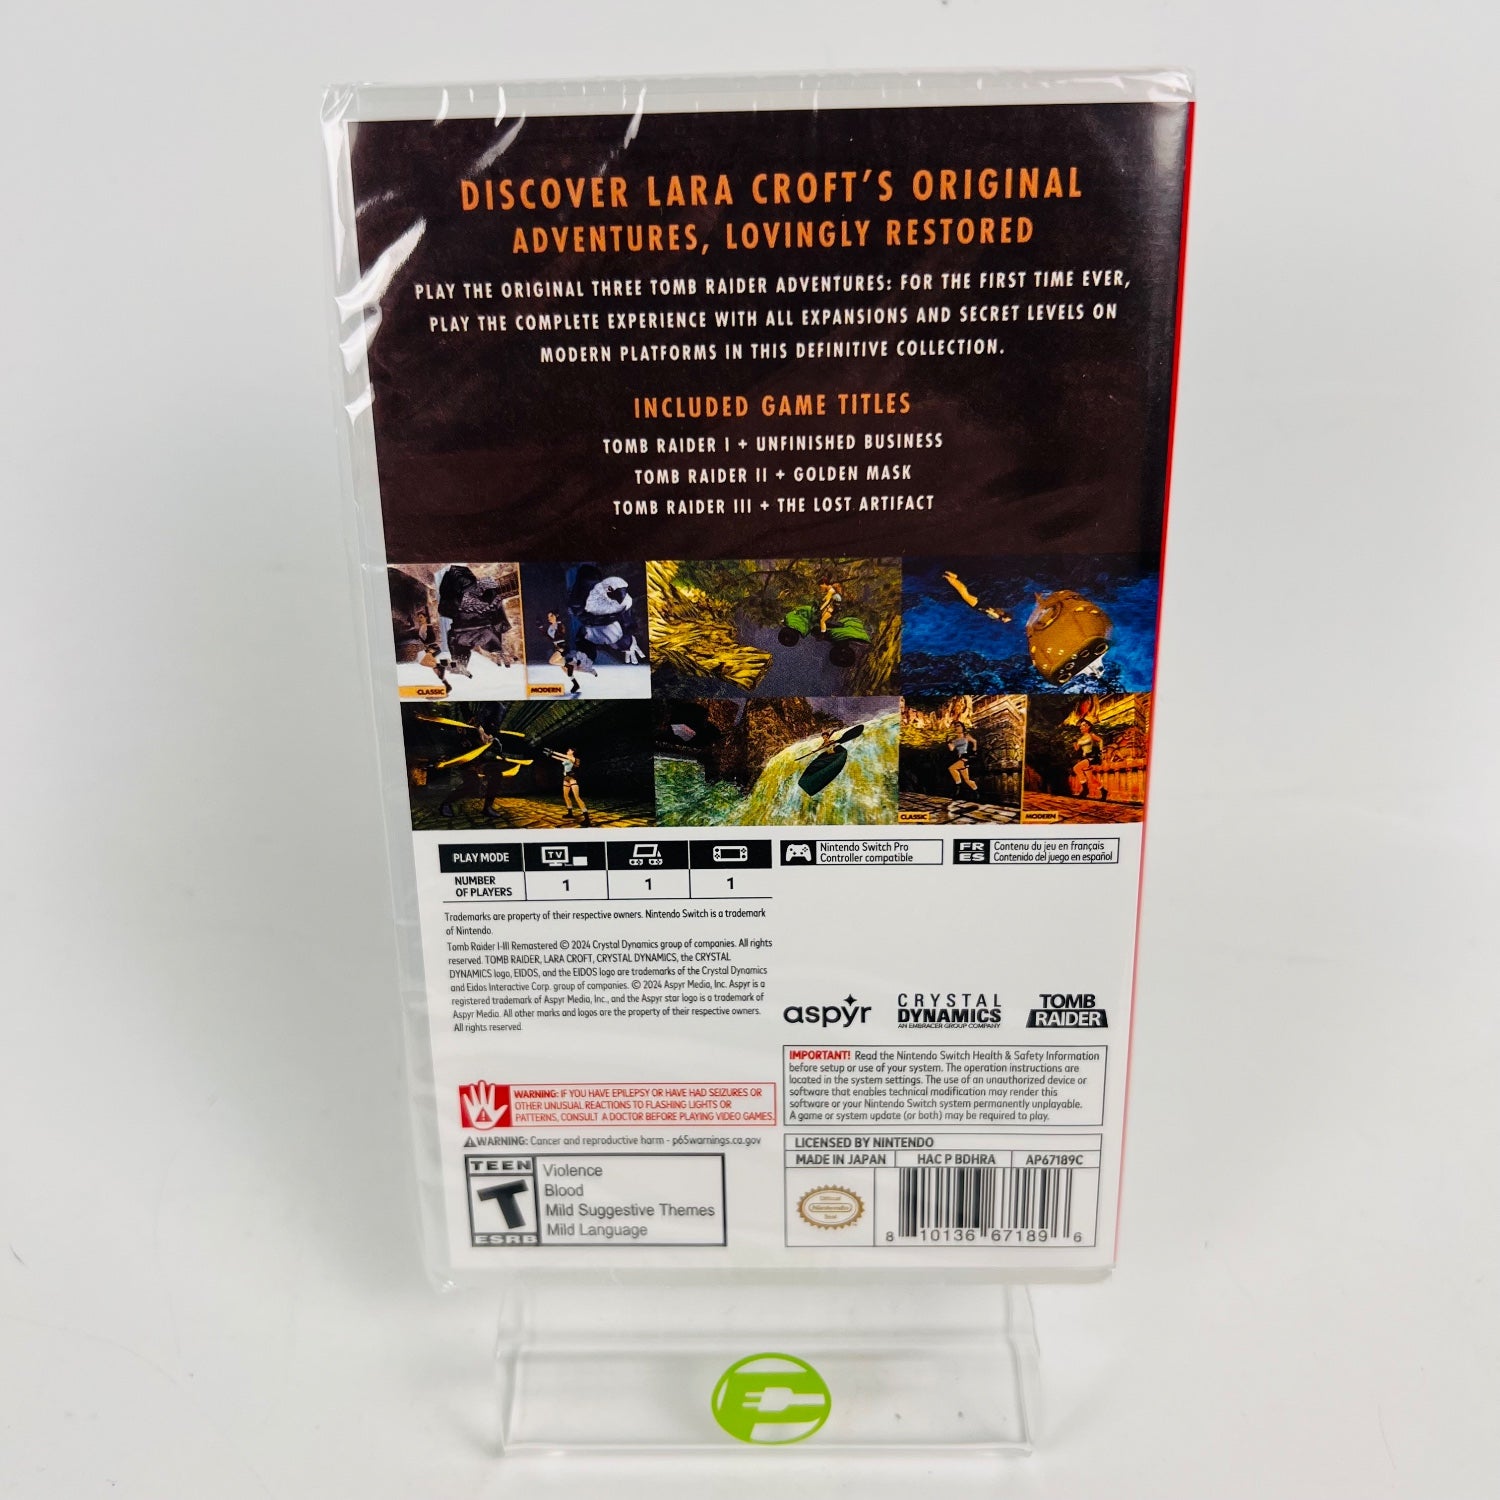 DISCOVER LARA CROFT'S ORIGINAL
ADVENTURES, LOVINGLY RESTORED
PLAY THE ORIGINAL THREE TOMB RAIDER ADVENTURES: FOR THE FIRST TIME EVER,
PLAY THE COMPLETE EXPERIENCE WITH ALL EXPANSIONS AND SECRET LEVELS ON
MODERN PLATFORMS IN THIS DEFINITIVE COLLECTION.
INCLUDED GAME TITLES
TOMB RAIDER I + UNFINISHED BUSINESS
TOMB RAIDER II + GOLDEN MASK
TOMB RAIDER III + THE LOST ARTIFACT
CLASSIC
MODERN
CLASSIC
MODERN
PLAY MODE
TV
NUMBER
OF PLAYERS
1
1
1
Nintendo Switch Pro
Controller compatible
FR
ES
Contenu du jeu en français
Contenido del juego en español
Trademarks are property of their respective owners. Nintendo Switch is a trademark
of Nintendo.
Tomb Raider I-III Remastered © 2024 Crystal Dynamics group of companies. All rights
reserved. TOMB RAIDER, LARA CROFT, CRYSTAL DYNAMICS, the CRYSTAL
DYNAMICS logo, EIDOS, and the EIDOS logo are trademarks of the Crystal Dynamics
and Eidos Interactive Corp. group of companies. © 2024 Aspyr Media, Inc. Aspyr is a
registered trademark of Aspyr Media, Inc., and the Aspyr star logo is a trademark of
Aspyr Media. All other marks and logos are the property of their respective owners.
All rights reserved.
aspyr
CRYSTAL
DYNAMICS
AN EMBRACER GROUP COMPANY
TOMB
RAIDER
WARNING: IF YOU HAVE EPILEPSY OR HAVE HAD SEIZURES OR
OTHER UNUSUAL REACTIONS TO FLASHING LIGHTS OR
PATTERNS, CONSULT A DOCTOR BEFORE PLAYING VIDEO GAMES.
WARNING: Cancer and reproductive harm - p65warnings.ca.gov
TEEN
T
ESRB
Violence
Blood
Mild Suggestive Themes
Mild Language
IMPORTANT! Read the Nintendo Switch Health & Safety Information
before setup or use of your system. The operation instructions are
located in the system settings. The use of an unauthorized device or
software that enables technical modification may render this
software or your Nintendo Switch system permanently unplayable.
A game or system update (or both) may be required to play.
LICENSED BY NINTENDO
MADE IN JAPAN
HAC P BDHRA
AP67189C
Official
Nintendo
Seal
8 10136 67189 6